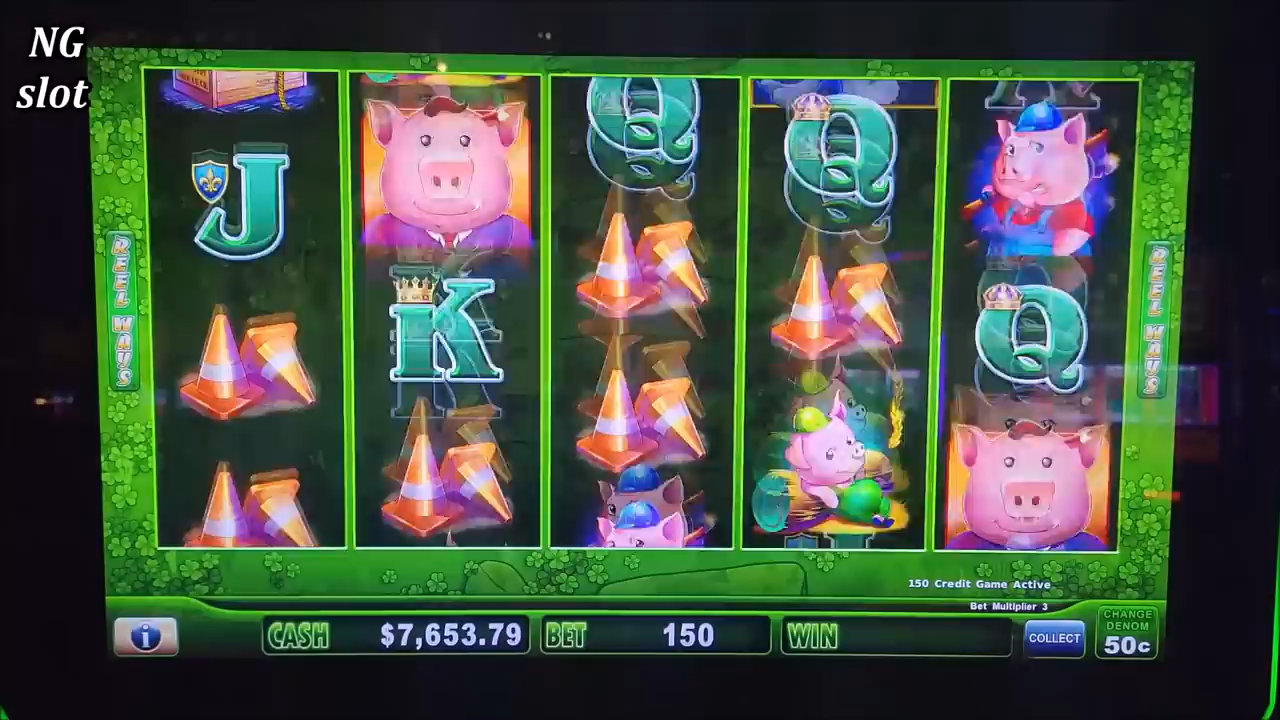 NG
slot
J
Q
Q
K
Q
REEL WAYS
REEL WAYS
150 Credit Game Active
Bet Multiplier 3
CASH $7,653.79 BET 150 WIN
COLLECT
CHANGE
DENOM
50¢